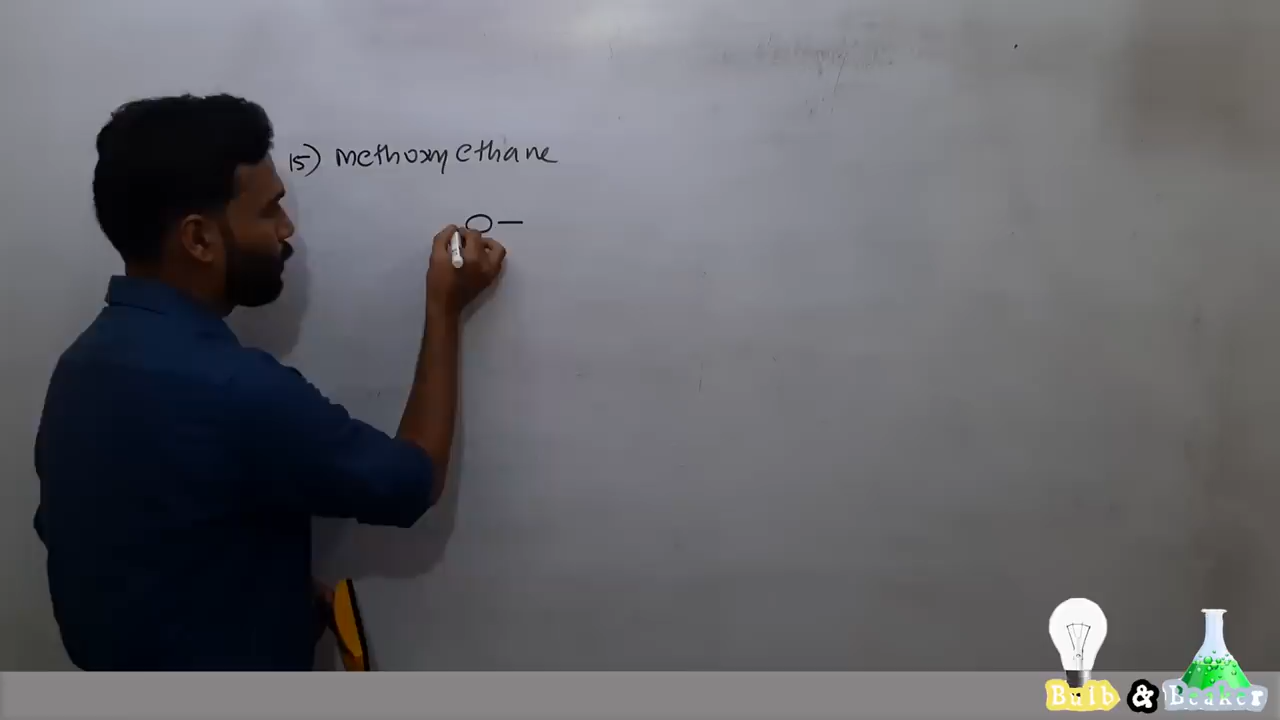 15) methoxy ethane
O –
Bulb & Beaker